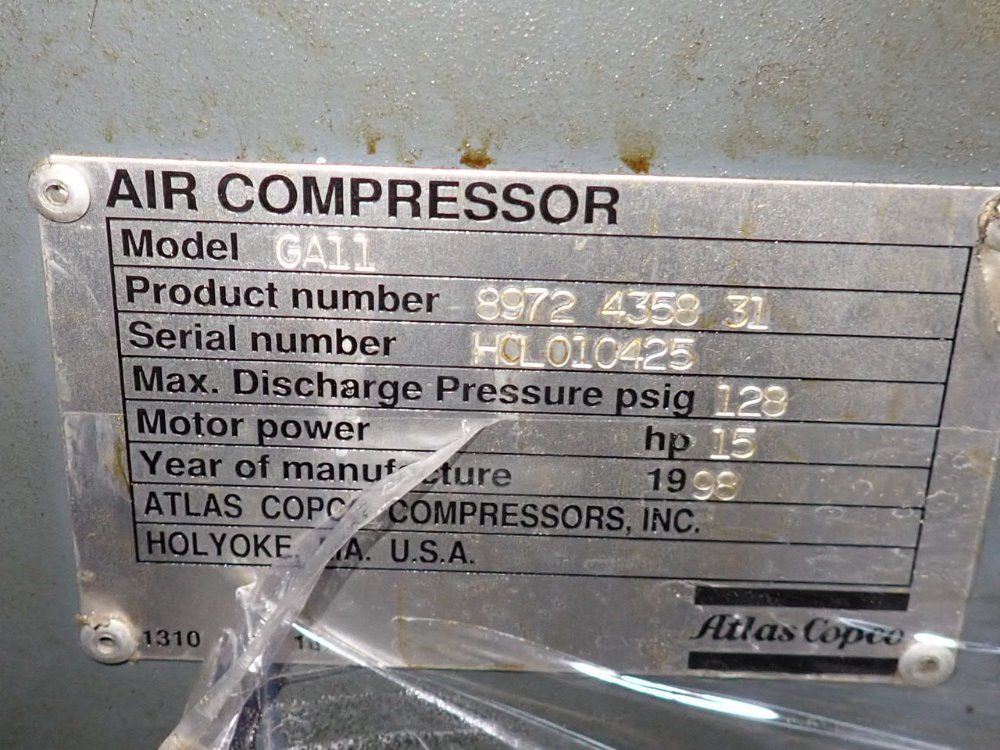 AIR COMPRESSOR
Model GA11
Product number 8972 4358 31
Serial number HOL010425
Max. Discharge Pressure psig 128
Motor power hp 15
Year of manufacture 1998
ATLAS COPCO COMPRESSORS, INC.
HOLYOKE, MA. U.S.A.
1310
Atlas Copco